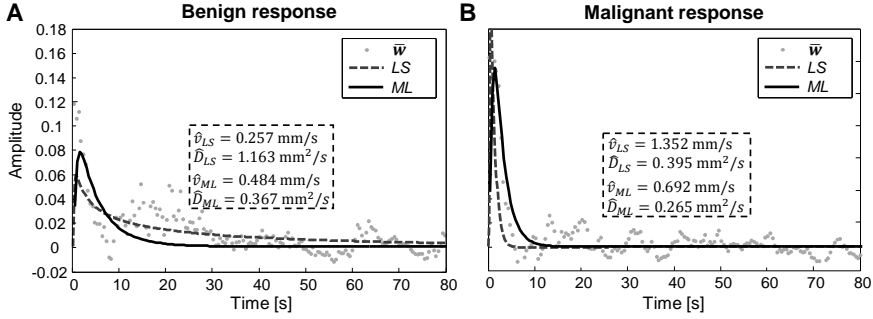 A
Benign response
Amplitude
0.18
0.16
0.14
0.12
0.10
0.08
0.06
0.04
0.02
0
-0.02
w̅
LS
ML
v̂_LS = 0.257 mm/s
D̂_LS = 1.163 mm²/s
v̂_ML = 0.484 mm/s
D̂_ML = 0.367 mm²/s
0 10 20 30 40 50 60 70 80
Time [s]
B
Malignant response
w̅
LS
ML
v̂_LS = 1.352 mm/s
D̂_LS = 0.395 mm²/s
v̂_ML = 0.692 mm/s
D̂_ML = 0.265 mm²/s
0 10 20 30 40 50 60 70 80
Time [s]